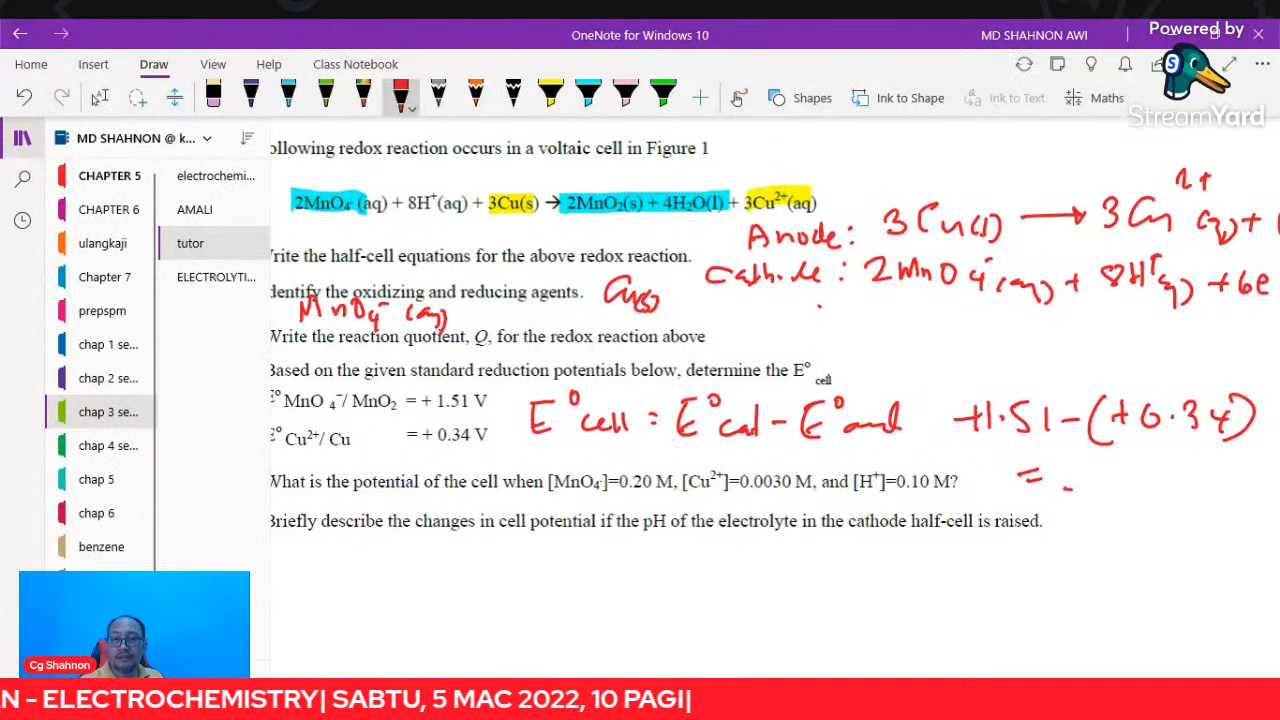 OneNote for Windows 10
MD SHAHNON AWI
Powered by
StreamYard
Home Insert Draw View Help Class Notebook
Shapes Ink to Shape Ink to Text Maths
MD SHAHNON @ k...
CHAPTER 5
CHAPTER 6
ulangkaji
Chapter 7
prepspm
chap 1 se...
chap 2 se...
chap 3 se...
chap 4 se...
chap 5
chap 6
benzene
electrochemi...
AMALI
tutor
ELECTROLYTI...
ollowing redox reaction occurs in a voltaic cell in Figure 1
2MnO₄⁻(aq) + 8H⁺(aq) + 3Cu(s) → 2MnO₂(s) + 4H₂O(l) + 3Cu²⁺(aq)
Anode: 3Cu(s) → 3Cu²⁺(aq) +
rite the half-cell equations for the above redox reaction.
Cathode: 2MnO₄⁻(aq) + 8H⁺(aq) + 6e
dentify the oxidizing and reducing agents. Cu(s)
MnO₄⁻(aq)
Write the reaction quotient, Q, for the redox reaction above
Based on the given standard reduction potentials below, determine the E° cell
E° MnO ₄⁻/ MnO₂ = + 1.51 V
E° Cu²⁺/ Cu = + 0.34 V
E°cell = E°cat - E°and +1.51 - (+0.34)
=
What is the potential of the cell when [MnO₄⁻]=0.20 M, [Cu²⁺]=0.0030 M, and [H⁺]=0.10 M?
Briefly describe the changes in cell potential if the pH of the electrolyte in the cathode half-cell is raised.
Cg Shahnon
N - ELECTROCHEMISTRY| SABTU, 5 MAC 2022, 10 PAGI|